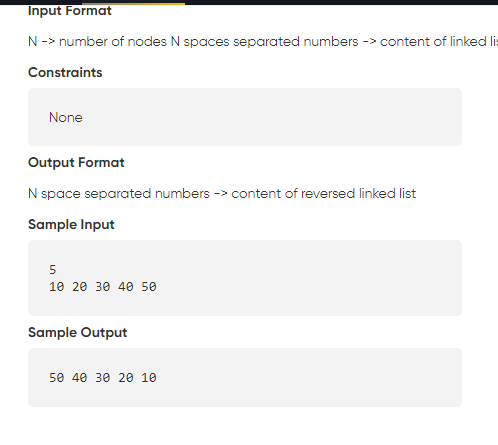 Input Format
N -> number of nodes N spaces separated numbers -> content of linked
Constraints
None
Output Format
N space separated numbers -> content of reversed linked list
Sample Input
5
10 20 30 40 50
Sample Output
50 40 30 20 10